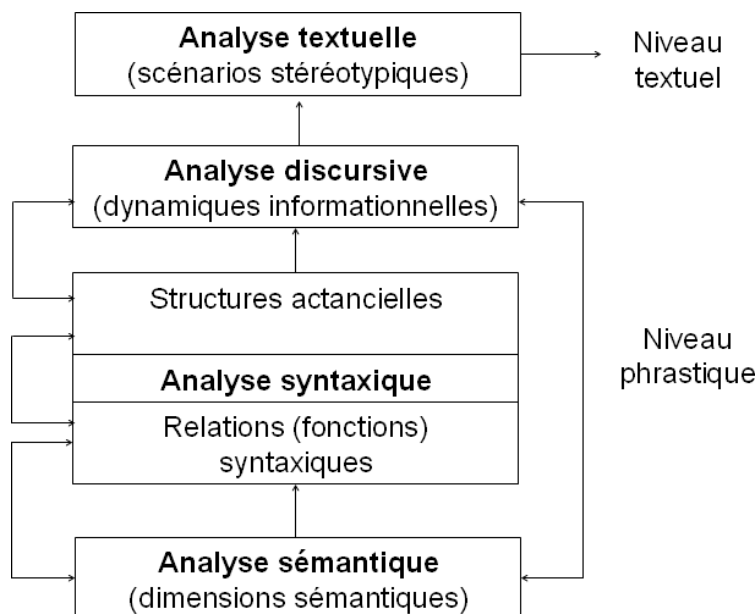 Analyse textuelle
(scénarios stéréotypiques)
Niveau
textuel
Analyse discursive
(dynamiques informationnelles)
Structures actancielles
Niveau
phrastique
Analyse syntaxique
Relations (fonctions)
syntaxiques
Analyse sémantique
(dimensions sémantiques)